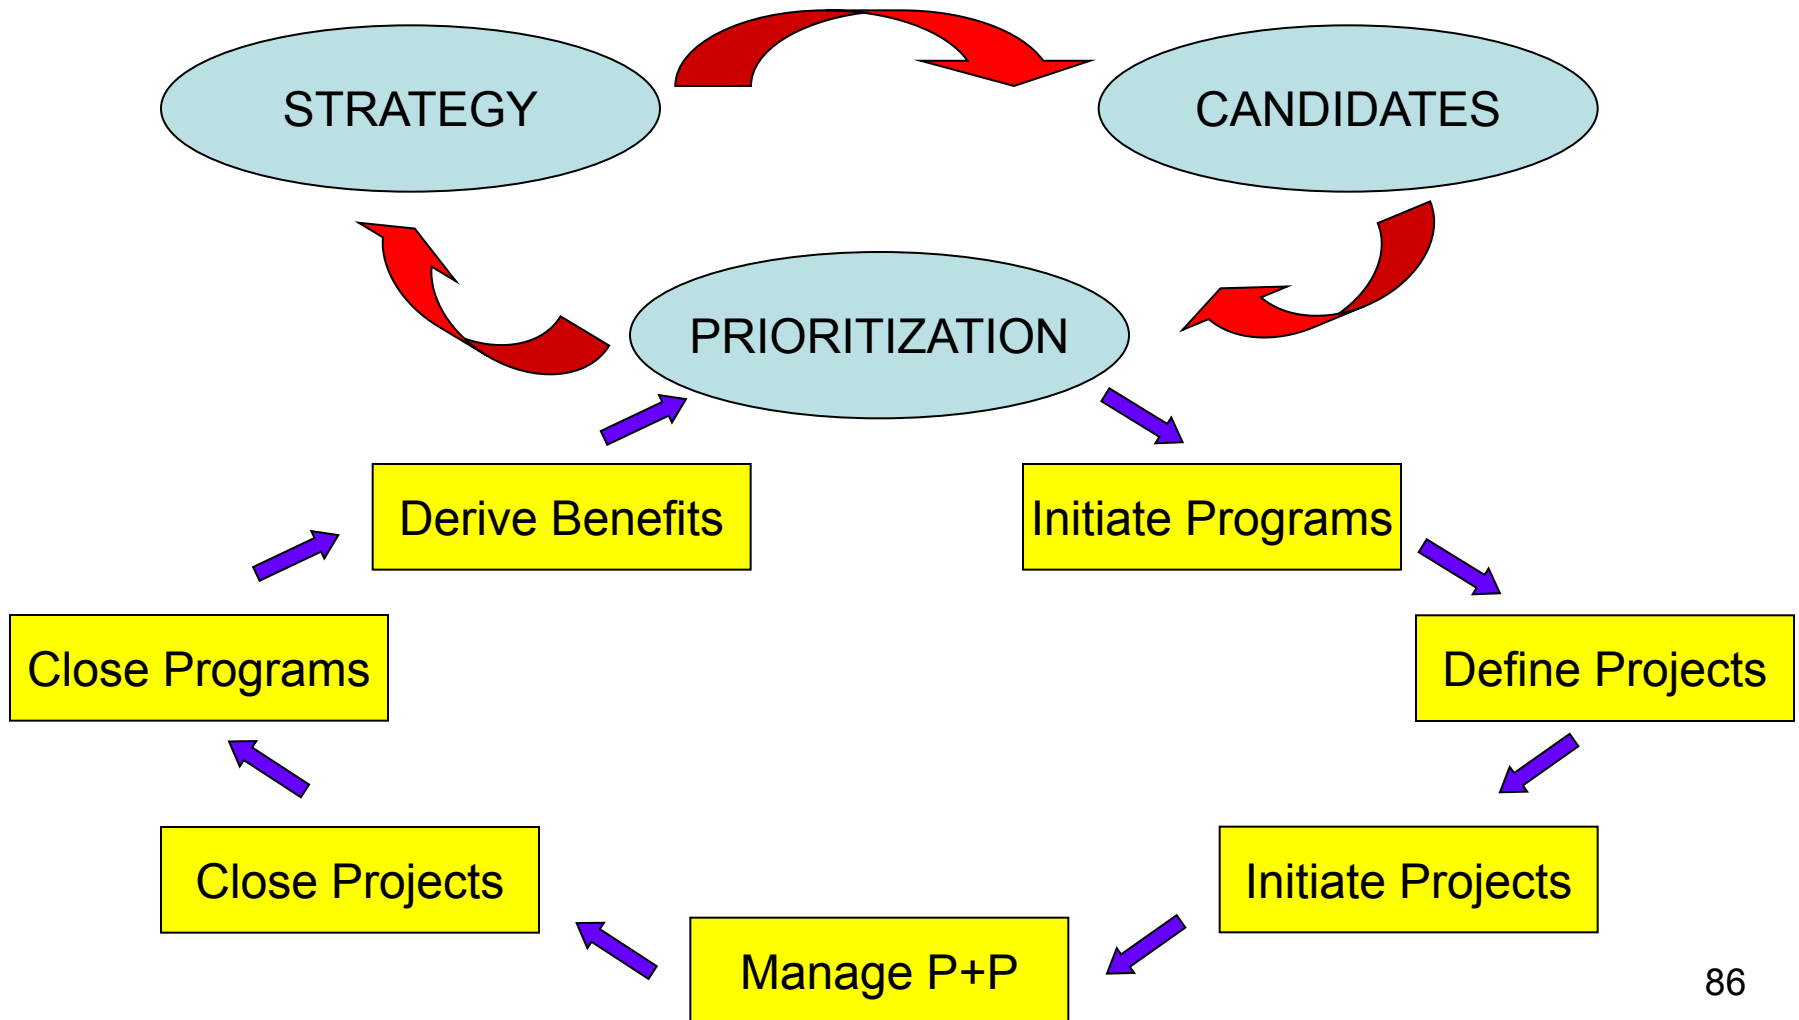 STRATEGY
CANDIDATES
PRIORITIZATION
Derive Benefits
Initiate Programs
Close Programs
Define Projects
Close Projects
Initiate Projects
Manage P+P
86